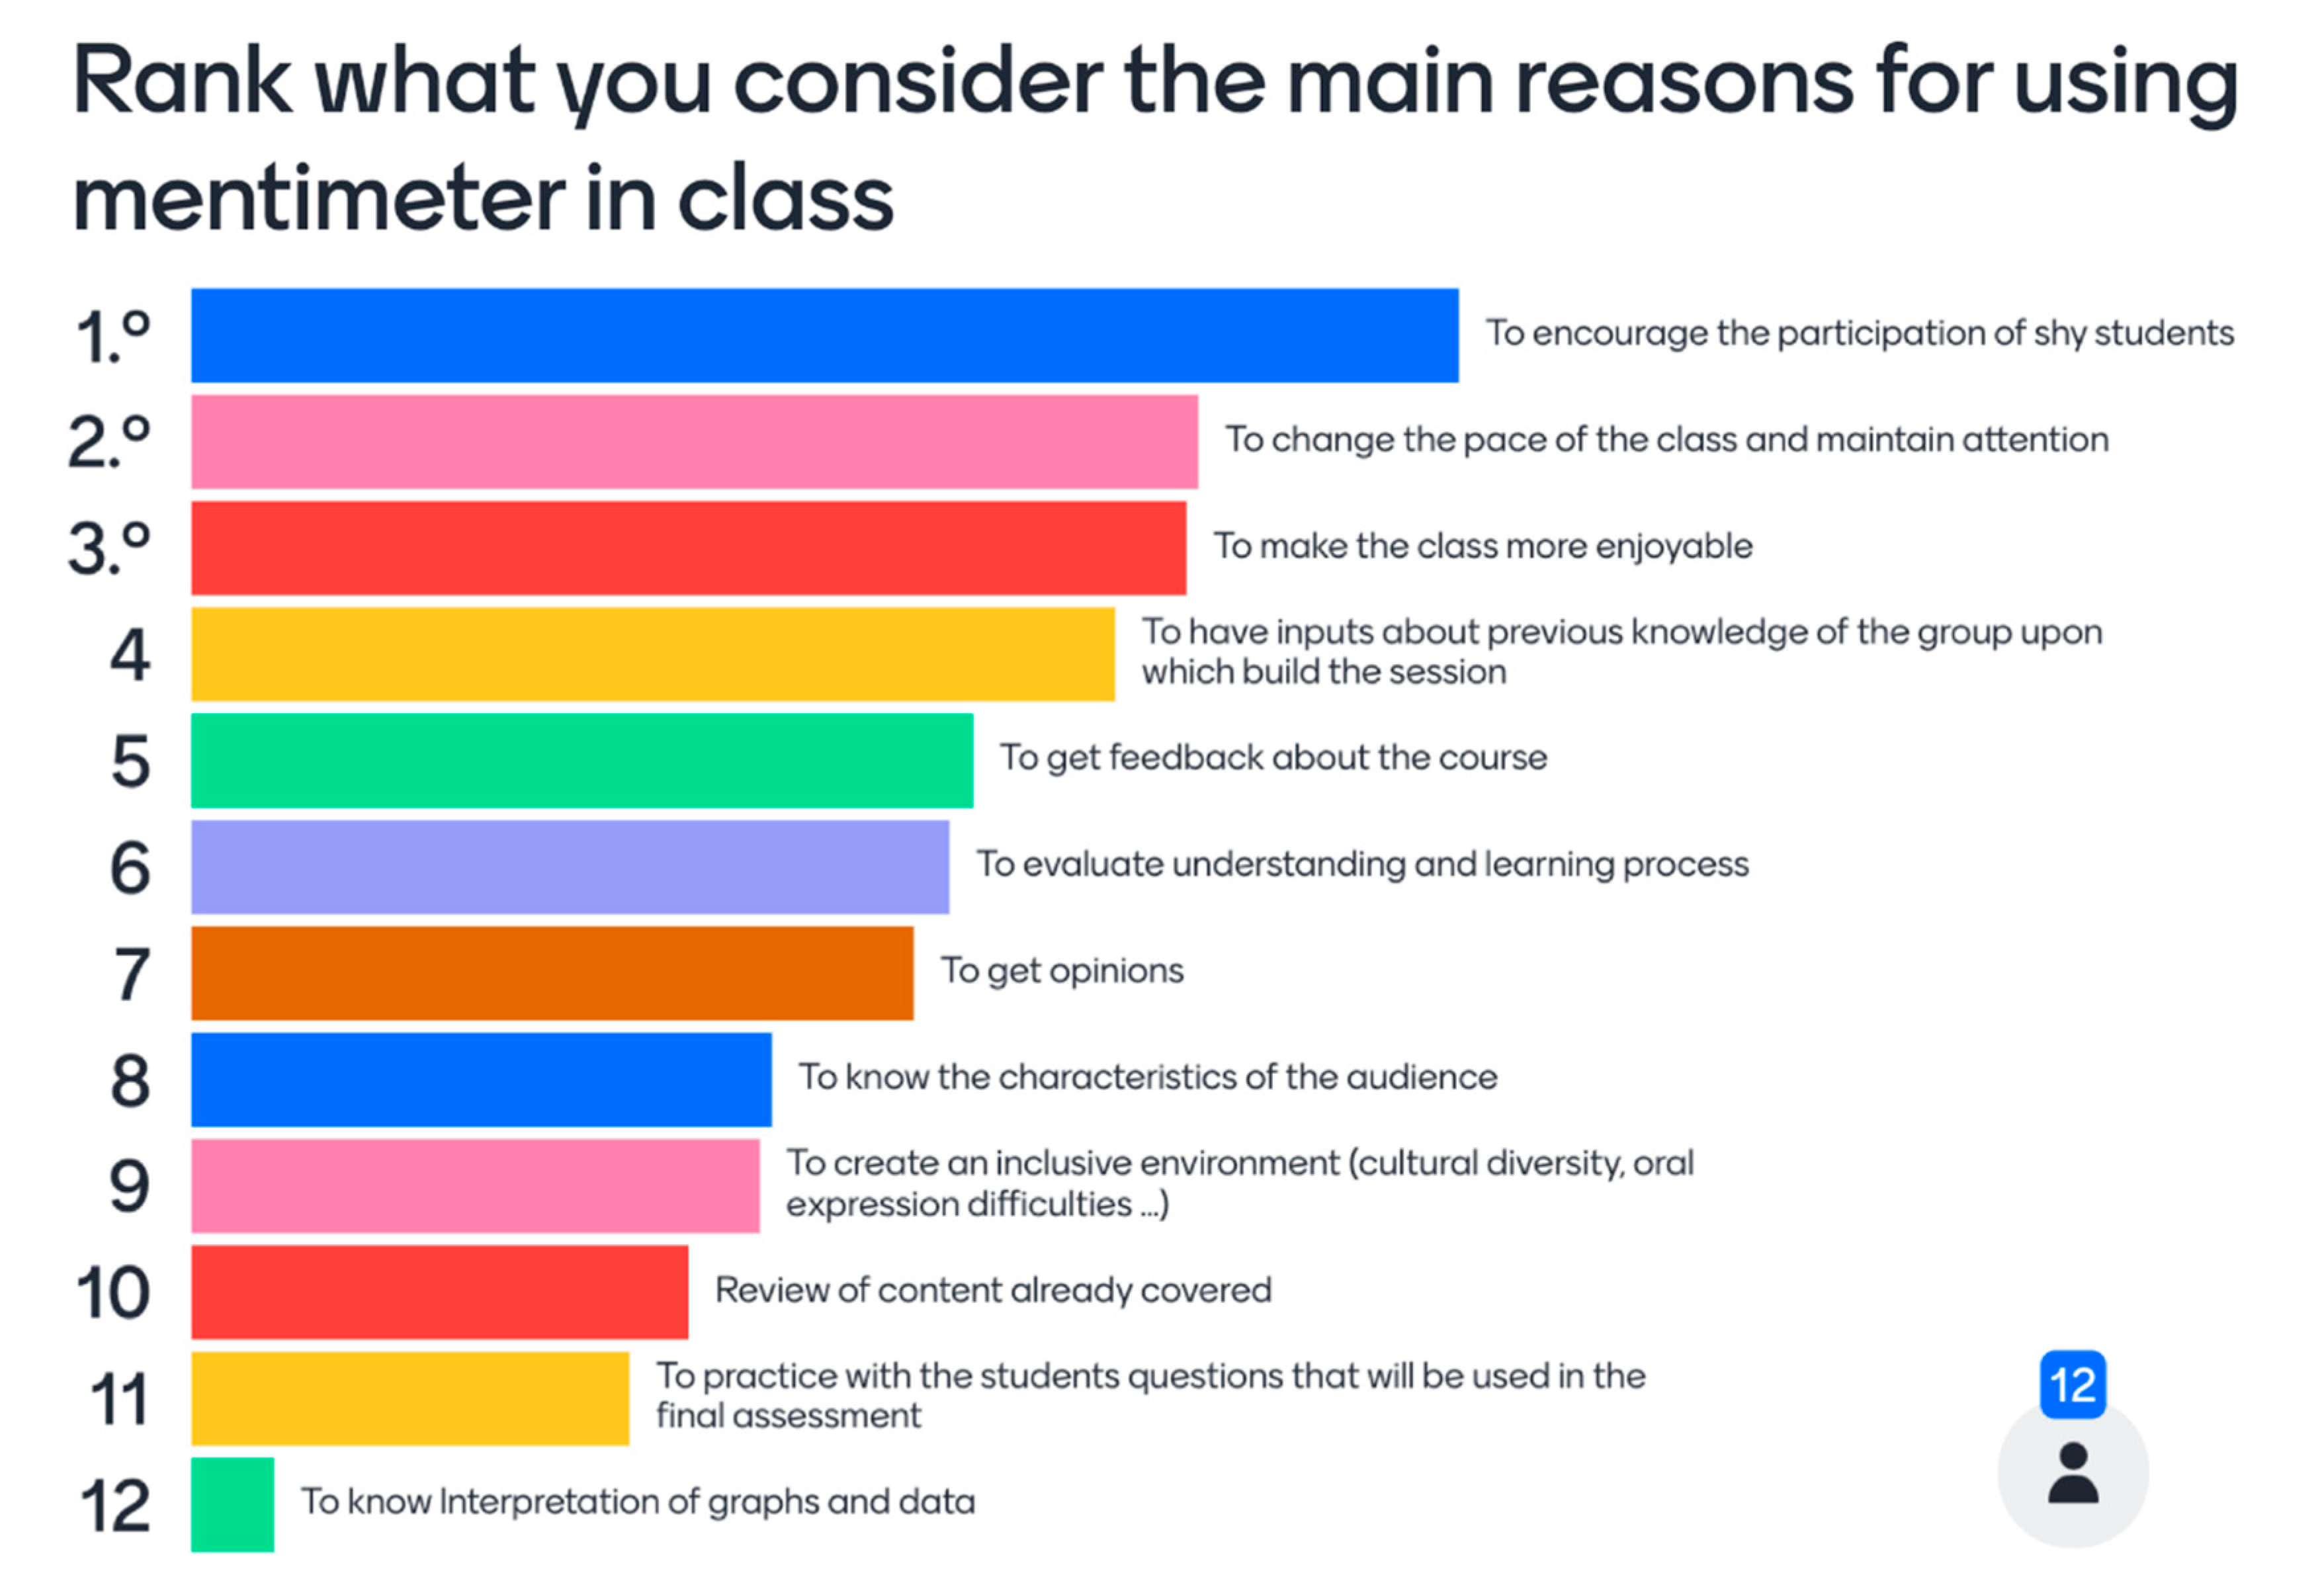 Rank what you consider the main reasons for using
mentimeter in class
1.º To encourage the participation of shy students
2.º To change the pace of the class and maintain attention
3.º To make the class more enjoyable
4 To have inputs about previous knowledge of the group upon
which build the session
5 To get feedback about the course
6 To evaluate understanding and learning process
7 To get opinions
8 To know the characteristics of the audience
9 To create an inclusive environment (cultural diversity, oral
expression difficulties ...)
10 Review of content already covered
11 To practice with the students questions that will be used in the
final assessment
12 To know Interpretation of graphs and data
12